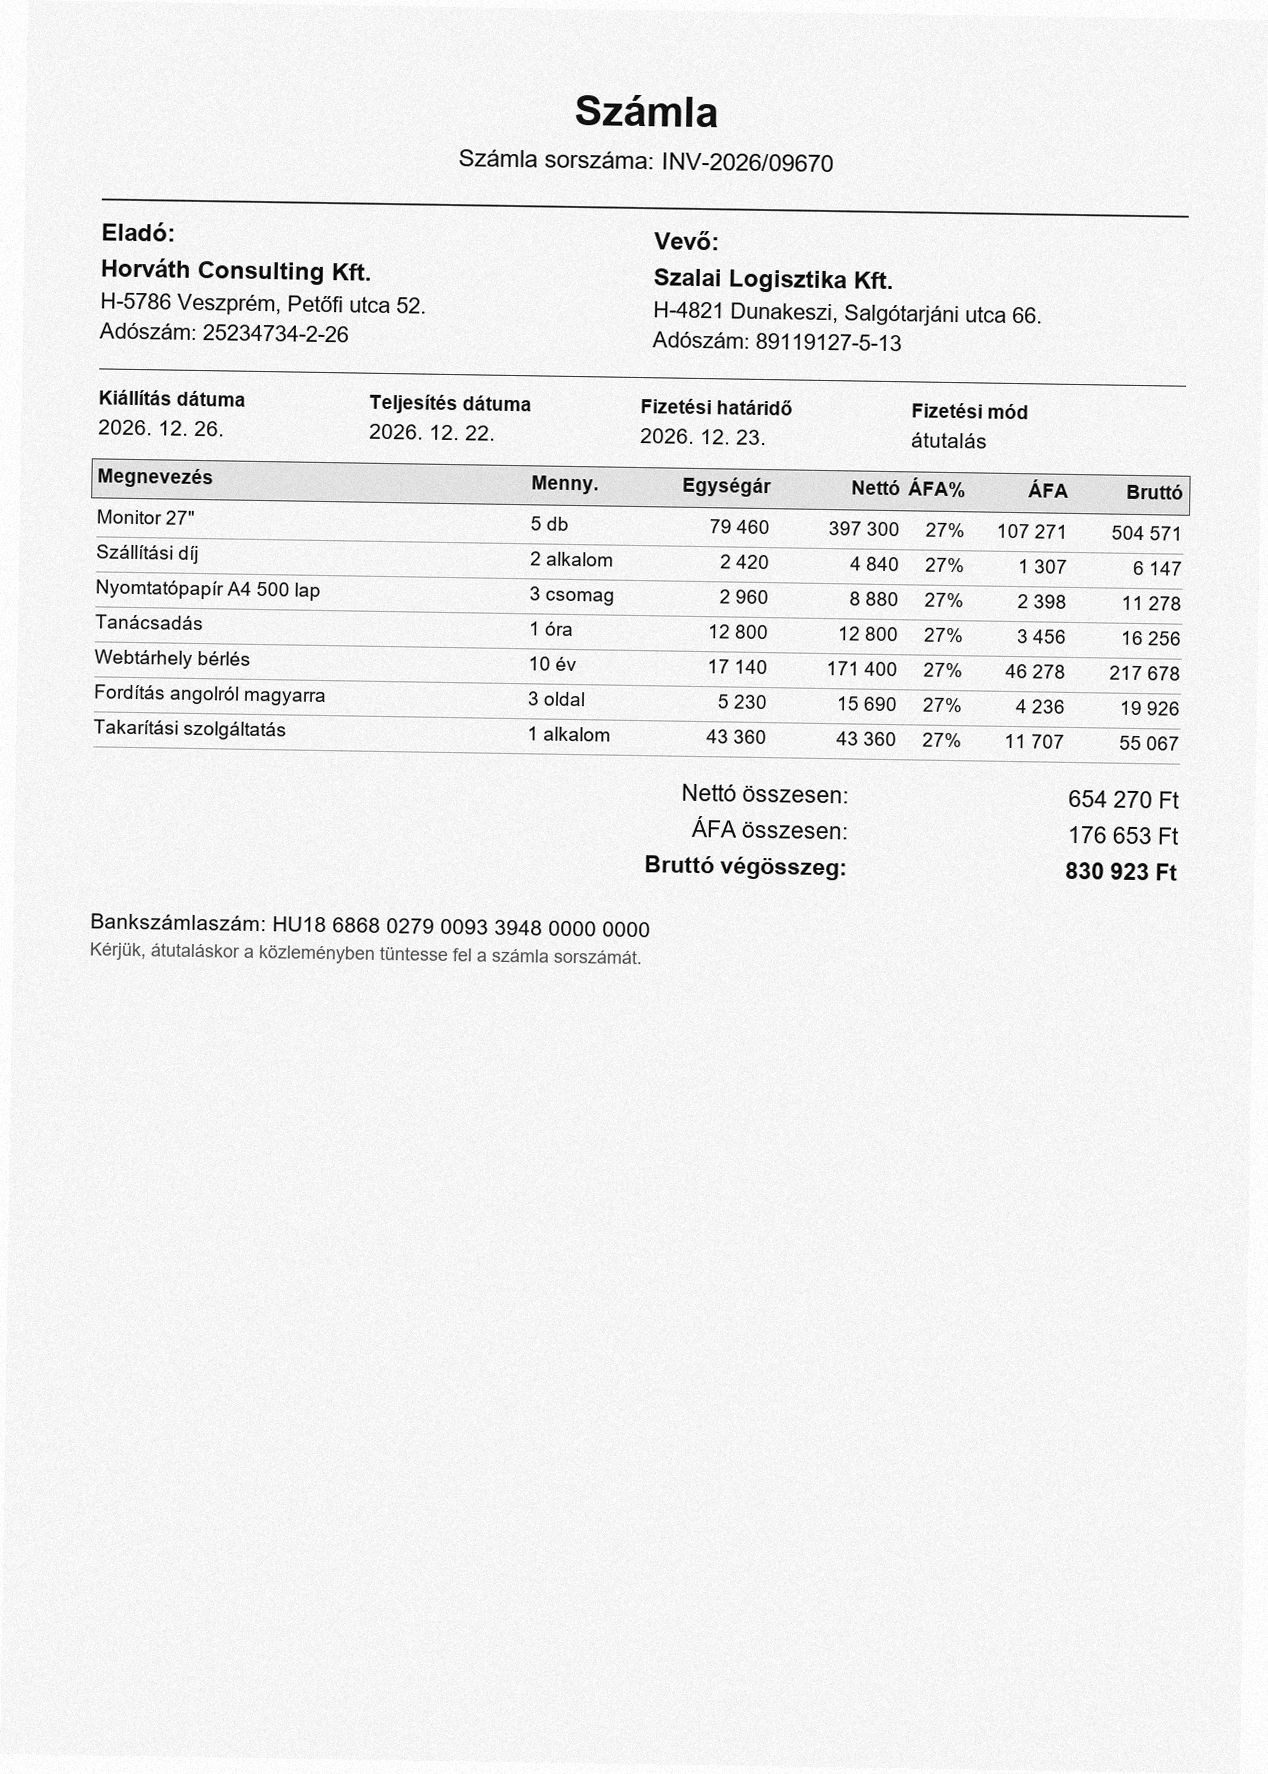 Számla
Számla sorszáma: INV-2026/09670
Eladó:
Horváth Consulting Kft.
H-5786 Veszprém, Petőfi utca 52.
Adószám: 25234734-2-26
Vevő:
Szalai Logisztika Kft.
H-4821 Dunakeszi, Salgótarjáni utca 66.
Adószám: 89119127-5-13
Kiállítás dátuma Teljesítés dátuma Fizetési határidő Fizetési mód
2026. 12. 26. 2026. 12. 22. 2026. 12. 23. átutalás
Megnevezés Menny. Egységár Nettó ÁFA% ÁFA Bruttó
Monitor 27" 5 db 79 460 397 300 27% 107 271 504 571
Szállítási díj 2 alkalom 2 420 4 840 27% 1 307 6 147
Nyomtatópapír A4 500 lap 3 csomag 2 960 8 880 27% 2 398 11 278
Tanácsadás 1 óra 12 800 12 800 27% 3 456 16 256
Webtárhely bérlés 10 év 17 140 171 400 27% 46 278 217 678
Fordítás angolról magyarra 3 oldal 5 230 15 690 27% 4 236 19 926
Takarítási szolgáltatás 1 alkalom 43 360 43 360 27% 11 707 55 067
Nettó összesen: 654 270 Ft
ÁFA összesen: 176 653 Ft
Bruttó végösszeg: 830 923 Ft
Bankszámlaszám: HU18 6868 0279 0093 3948 0000 0000
Kérjük, átutaláskor a közleményben tüntesse fel a számla sorszámát.